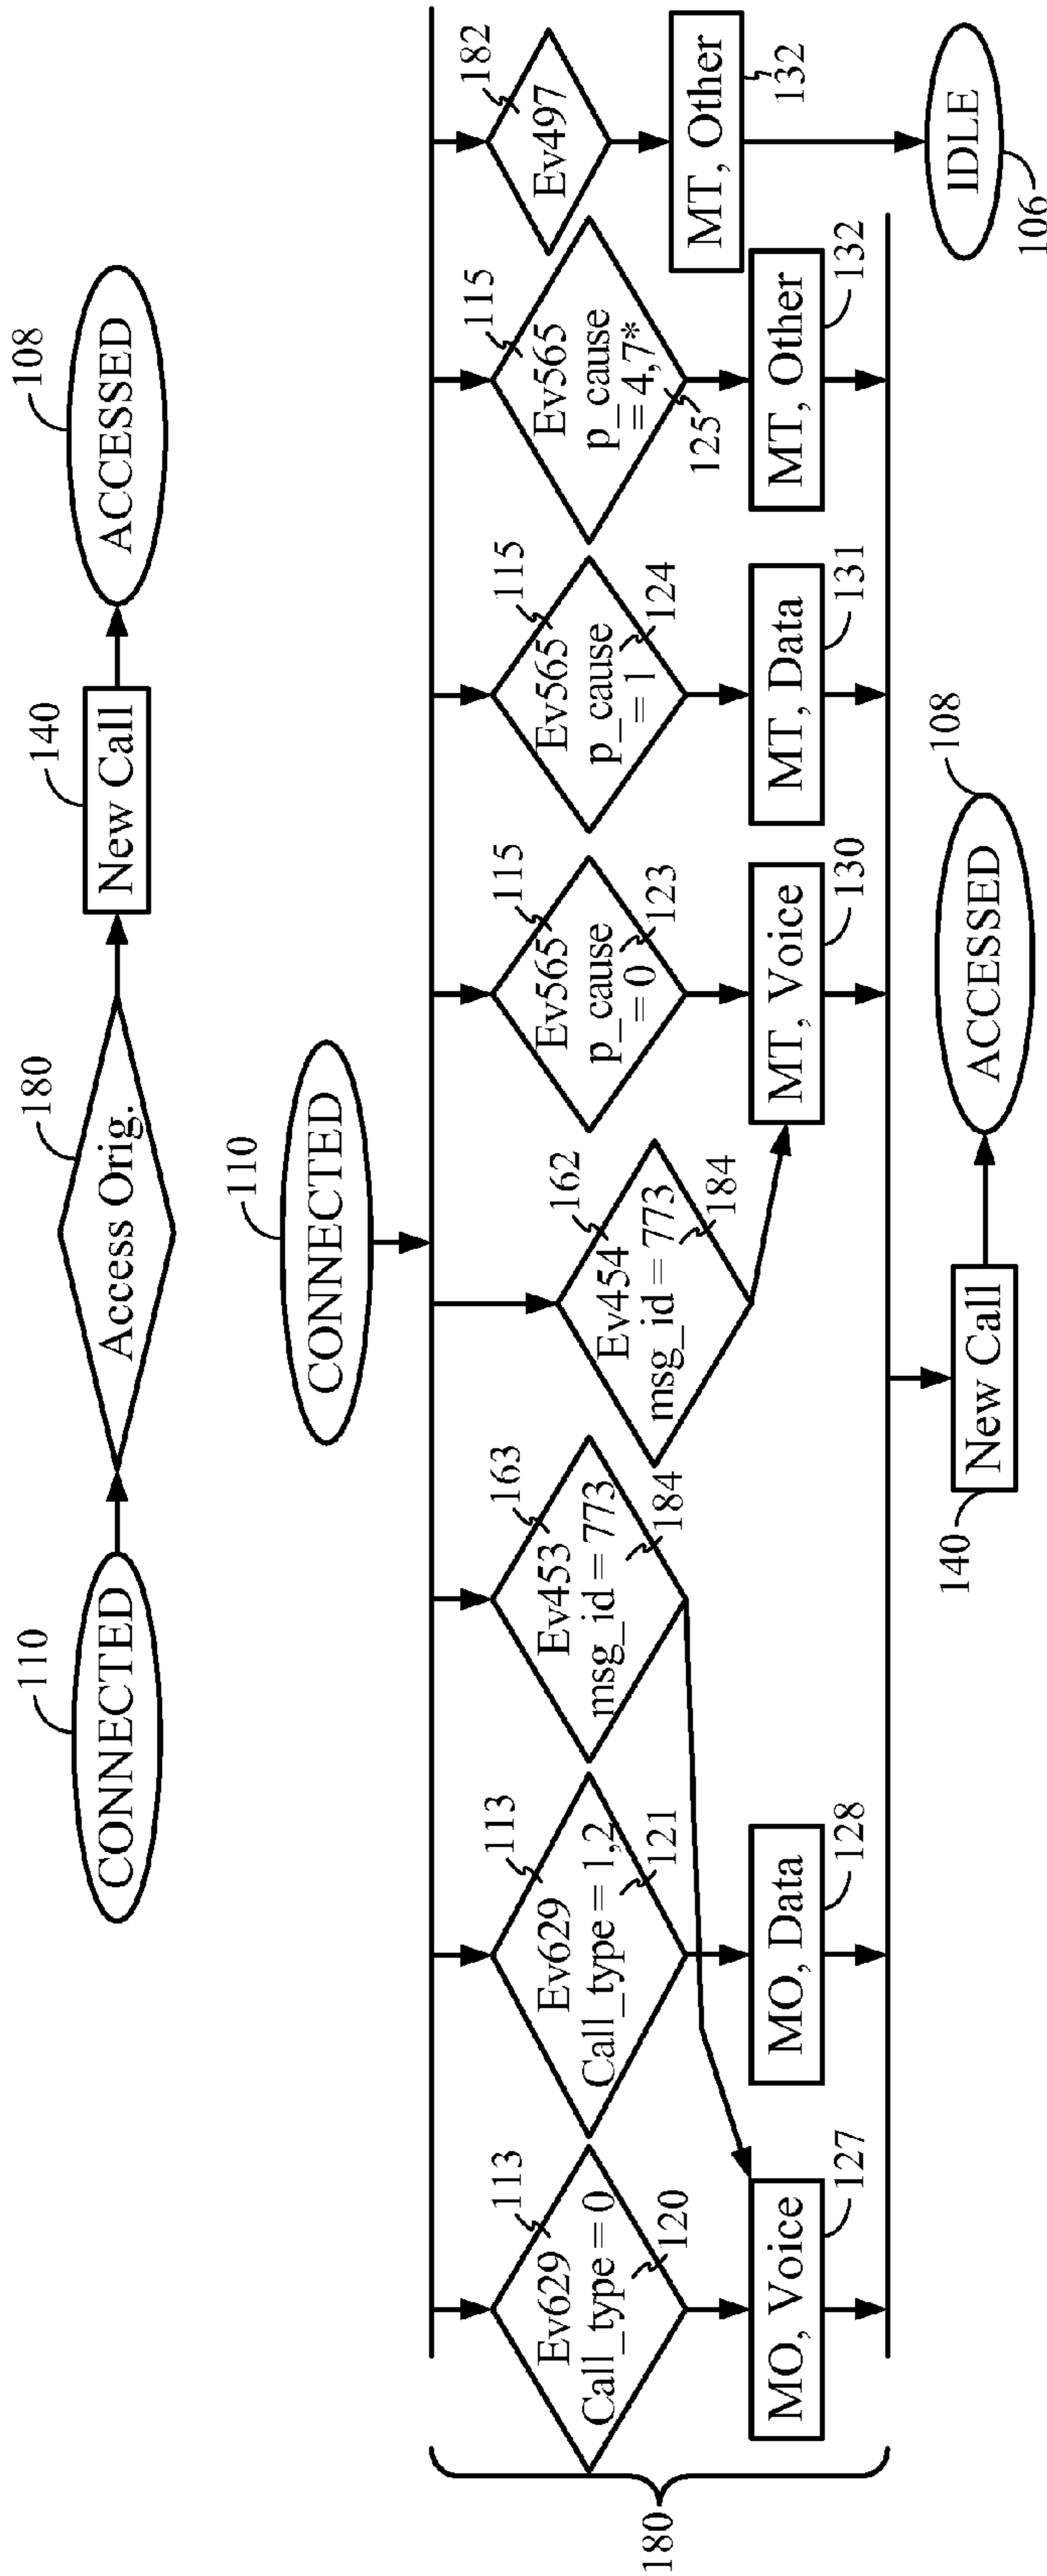 110
CONNECTED
180
Access Orig.
140
New Call
108
ACCESSED
110
CONNECTED
180
113
Ev629
Call_type = 0
120
MO, Voice
127
113
Ev629
Call_type = 1,2
121
MO, Data
128
163
Ev453
msg_id = 773
184
162
Ev454
msg_id = 773
184
115
Ev565
p_cause
= 0
123
MT, Voice
130
115
Ev565
p_cause
= 1
124
MT, Data
131
115
Ev565
p_cause
= 4,7*
125
MT, Other
132
182
Ev497
MT, Other
132
IDLE
106
140
New Call
108
ACCESSED